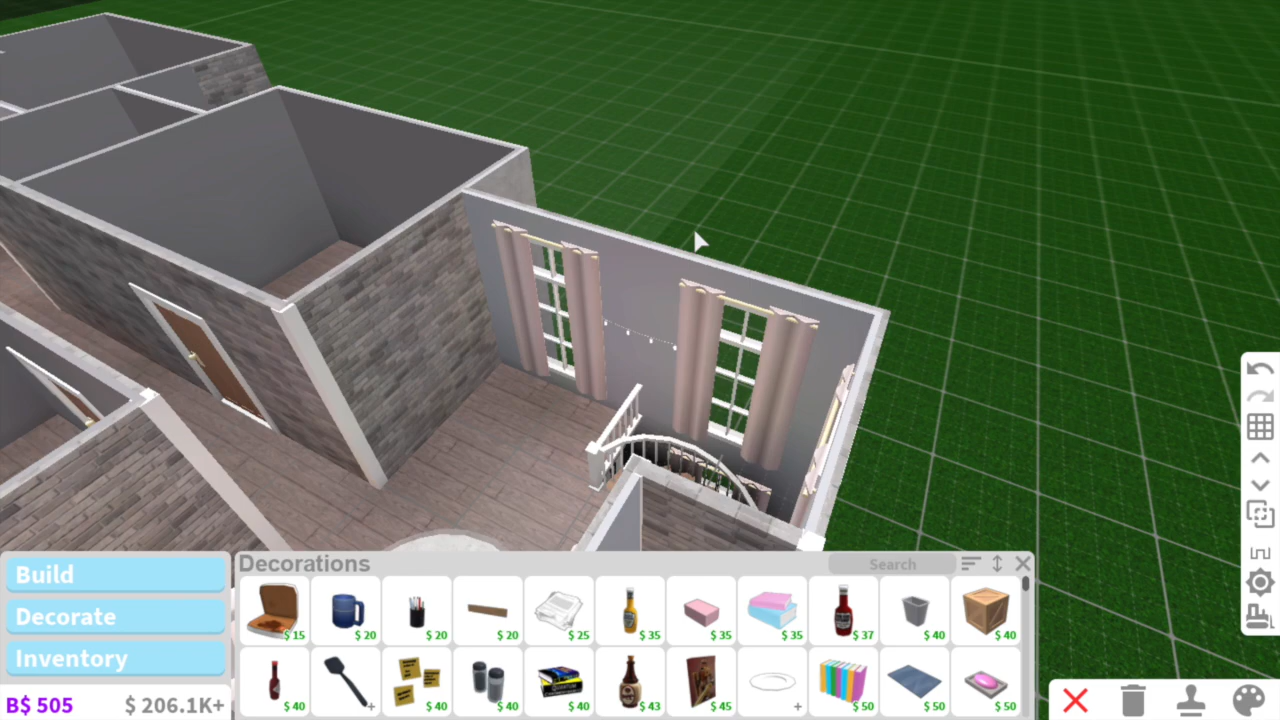 Build
Decorate
Inventory
B$ 505 $ 206.1K+
Decorations
Search
$ 15 $ 20 $ 20 $ 20 $ 25 $ 35 $ 35 $ 35 $ 37 $ 40 $ 40
$ 40 + $ 40 $ 40 $ 40 $ 43 $ 45 + $ 50 $ 50 $ 50